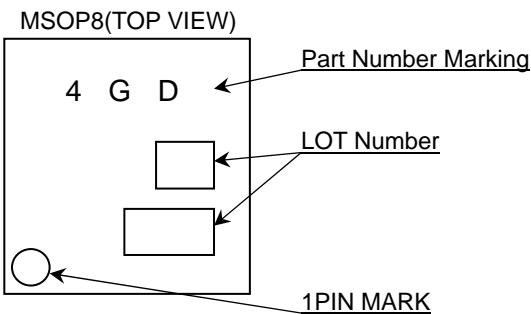 MSOP8(TOP VIEW)
Part Number Marking
4 G D
LOT Number
1PIN MARK